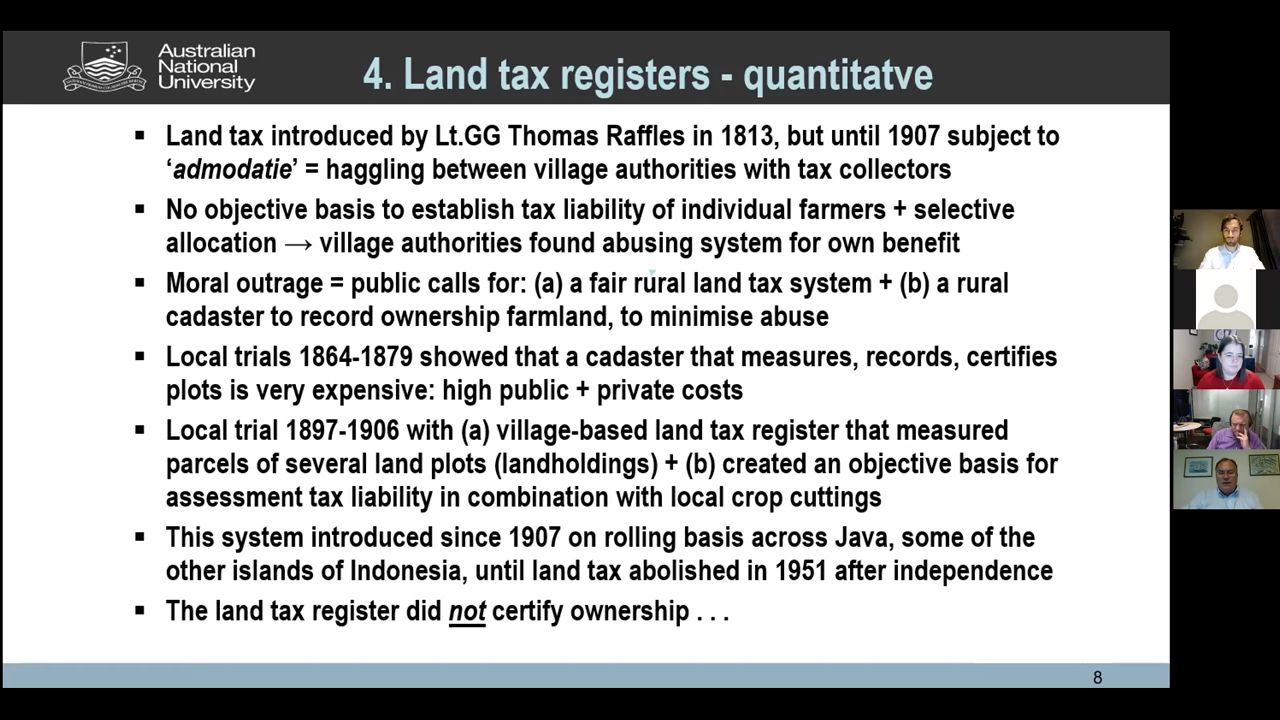 Australian
National
University
4. Land tax registers - quantitatve
▪ Land tax introduced by Lt.GG Thomas Raffles in 1813, but until 1907 subject to
‘admodatie’ = haggling between village authorities with tax collectors
▪ No objective basis to establish tax liability of individual farmers + selective
allocation → village authorities found abusing system for own benefit
▪ Moral outrage = public calls for: (a) a fair rural land tax system + (b) a rural
cadaster to record ownership farmland, to minimise abuse
▪ Local trials 1864-1879 showed that a cadaster that measures, records, certifies
plots is very expensive: high public + private costs
▪ Local trial 1897-1906 with (a) village-based land tax register that measured
parcels of several land plots (landholdings) + (b) created an objective basis for
assessment tax liability in combination with local crop cuttings
▪ This system introduced since 1907 on rolling basis across Java, some of the
other islands of Indonesia, until land tax abolished in 1951 after independence
▪ The land tax register did not certify ownership . . .
8